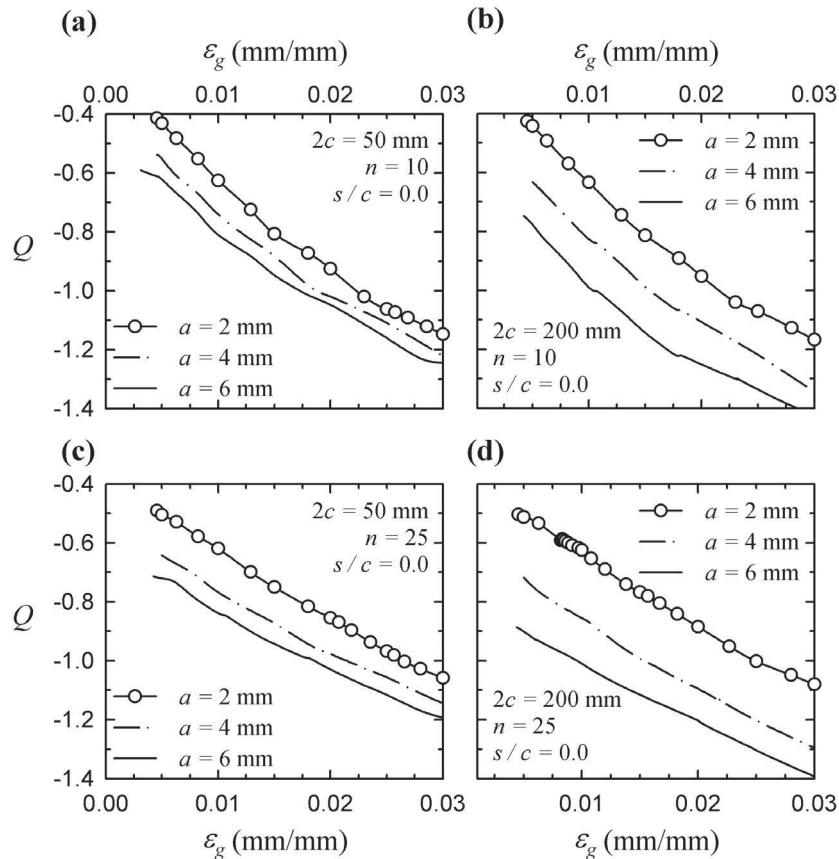 (a)
(b)
εg (mm/mm)
εg (mm/mm)
0.00 0.01 0.02 0.03
0.01 0.02 0.03
-0.4
-0.6
-0.8
-1.0
-1.2
-1.4
Q
2c = 50 mm
n = 10
s / c = 0.0
a = 2 mm
a = 4 mm
a = 6 mm
a = 2 mm
a = 4 mm
a = 6 mm
2c = 200 mm
n = 10
s / c = 0.0
(c)
(d)
-0.4
-0.6
-0.8
-1.0
-1.2
-1.4
Q
2c = 50 mm
n = 25
s / c = 0.0
a = 2 mm
a = 4 mm
a = 6 mm
a = 2 mm
a = 4 mm
a = 6 mm
2c = 200 mm
n = 25
s / c = 0.0
0.00 0.01 0.02 0.03
0.01 0.02 0.03
εg (mm/mm)
εg (mm/mm)